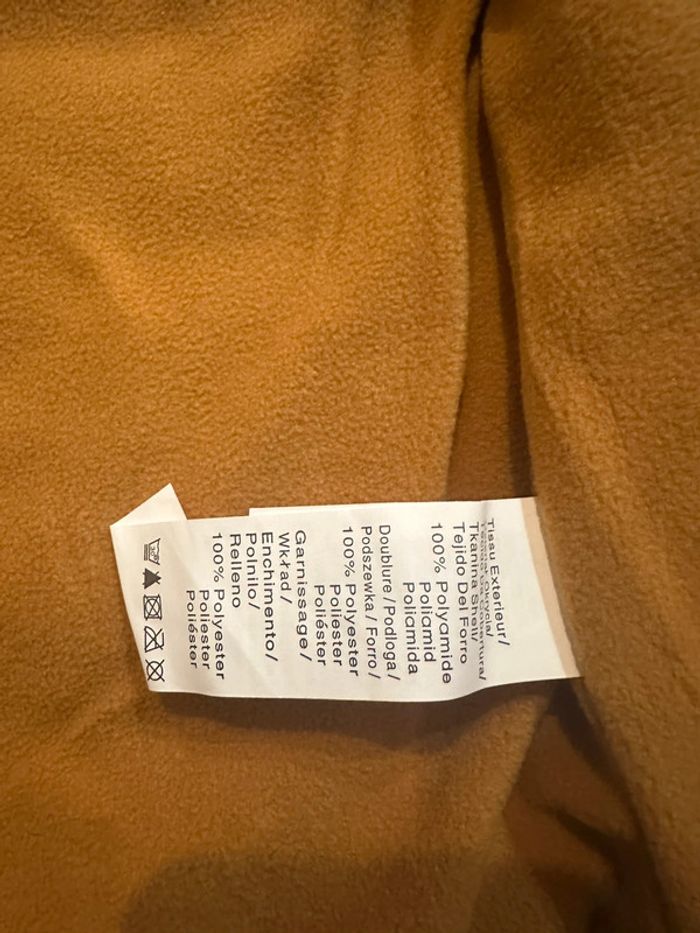 Tissu Exterieur/
Tkanina Shell/
Tejido Del Forro
100% Polyamide
Poliamid
Poliamida
Doublure / Podloga /
Podszewka / Forro /
100% Polyester
Poliester
Poliéster
Garnissage /
Wkład /
Enchimento /
Polnilo /
Relleno
100% Polyester
Poliester
Poliéster
30°